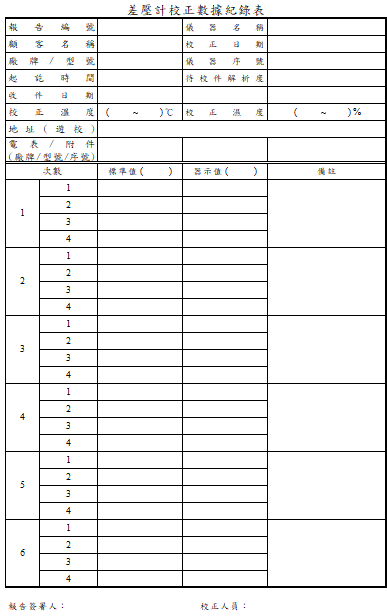 差壓計校正數據紀錄表
報告編號 儀器名稱
顧客名稱 校正日期
廠牌/型號 儀器序號
起訖時間 待校件解析度
收件日期
校正溫度 ( ~ )℃ 校正濕度 ( ~ )%
地址(遊校)
電表/附件
(廠牌/型號/序號)
次數 標準值( ) 器示值( ) 備註
1 1
2
3
4
2 1
2
3
4
3 1
2
3
4
4 1
2
3
4
5 1
2
3
4
6 1
2
3
4
報告簽署人: 校正人員: